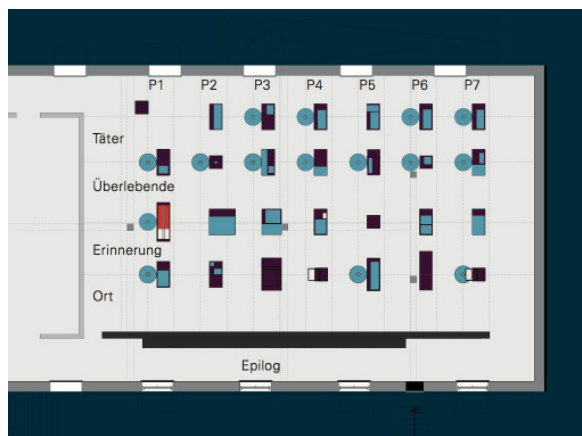 P1 P2 P3 P4 P5 P6 P7
Täter
Überlebende
Erinnerung
Ort
Epilog